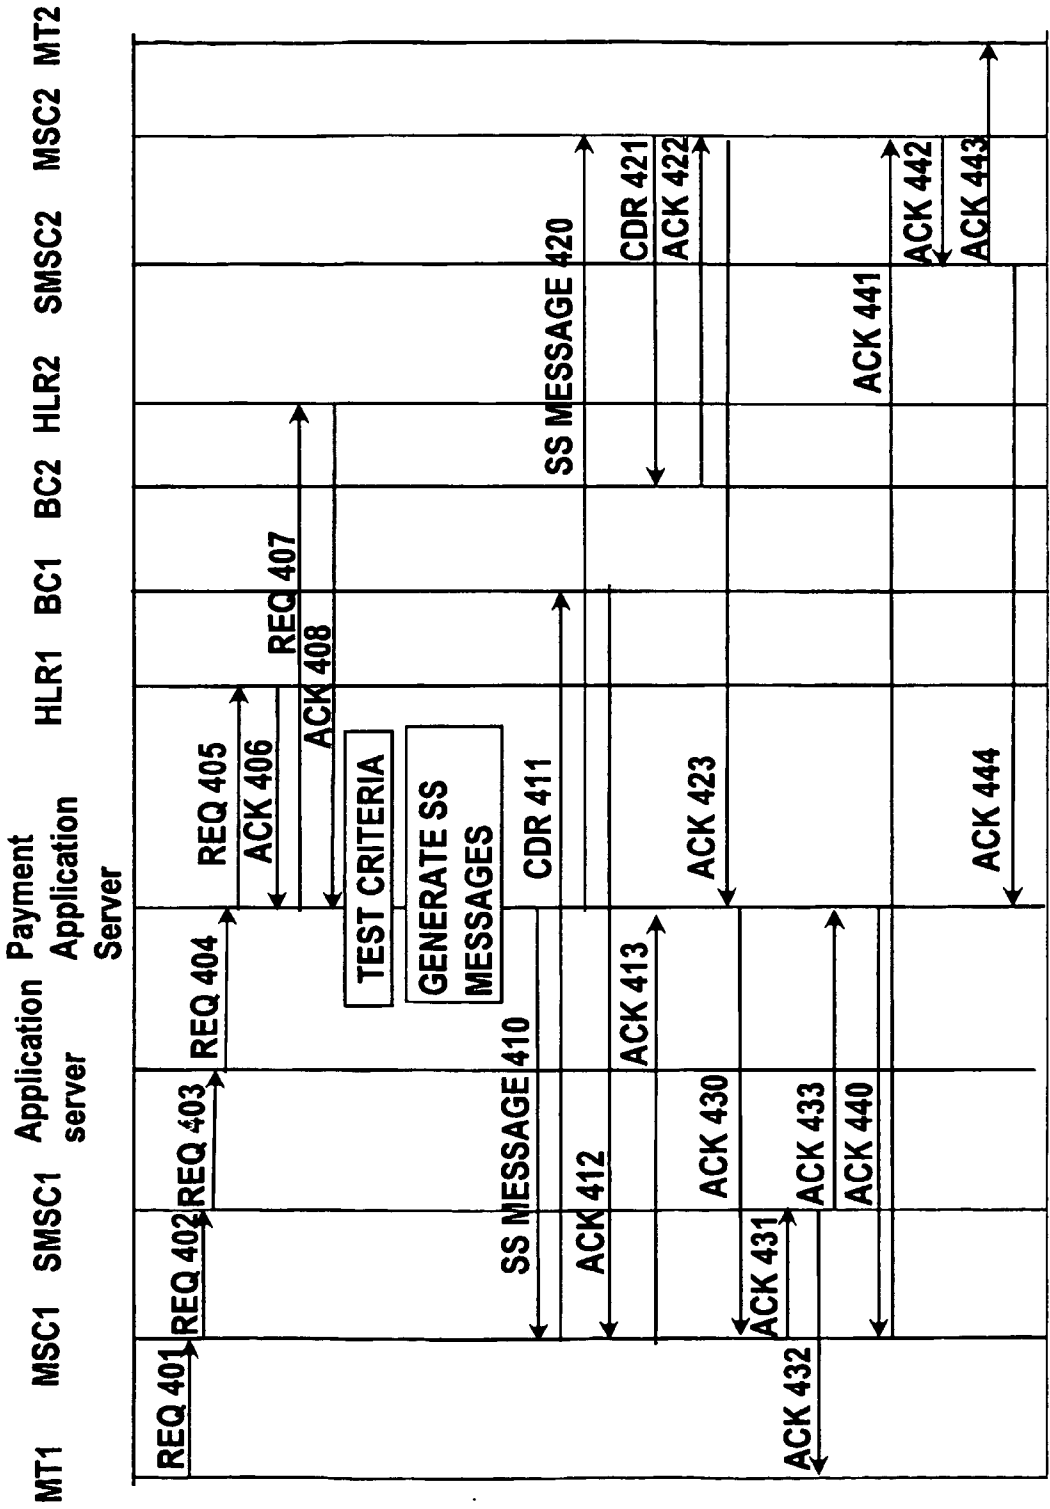 MT1
MSC1
SMSC1
Application
server
Payment
Application
Server
HLR1
BC1
BC2
HLR2
SMSC2
MSC2
MT2
REQ 401
REQ 402
REQ 403
REQ 404
REQ 405
ACK 406
REQ 407
ACK 408
TEST CRITERIA
GENERATE SS
MESSAGES
SS MESSAGE 410
CDR 411
ACK 412
ACK 413
SS MESSAGE 420
CDR 421
ACK 422
ACK 423
ACK 430
ACK 431
ACK 432
ACK 433
ACK 440
ACK 441
ACK 442
ACK 443
ACK 444